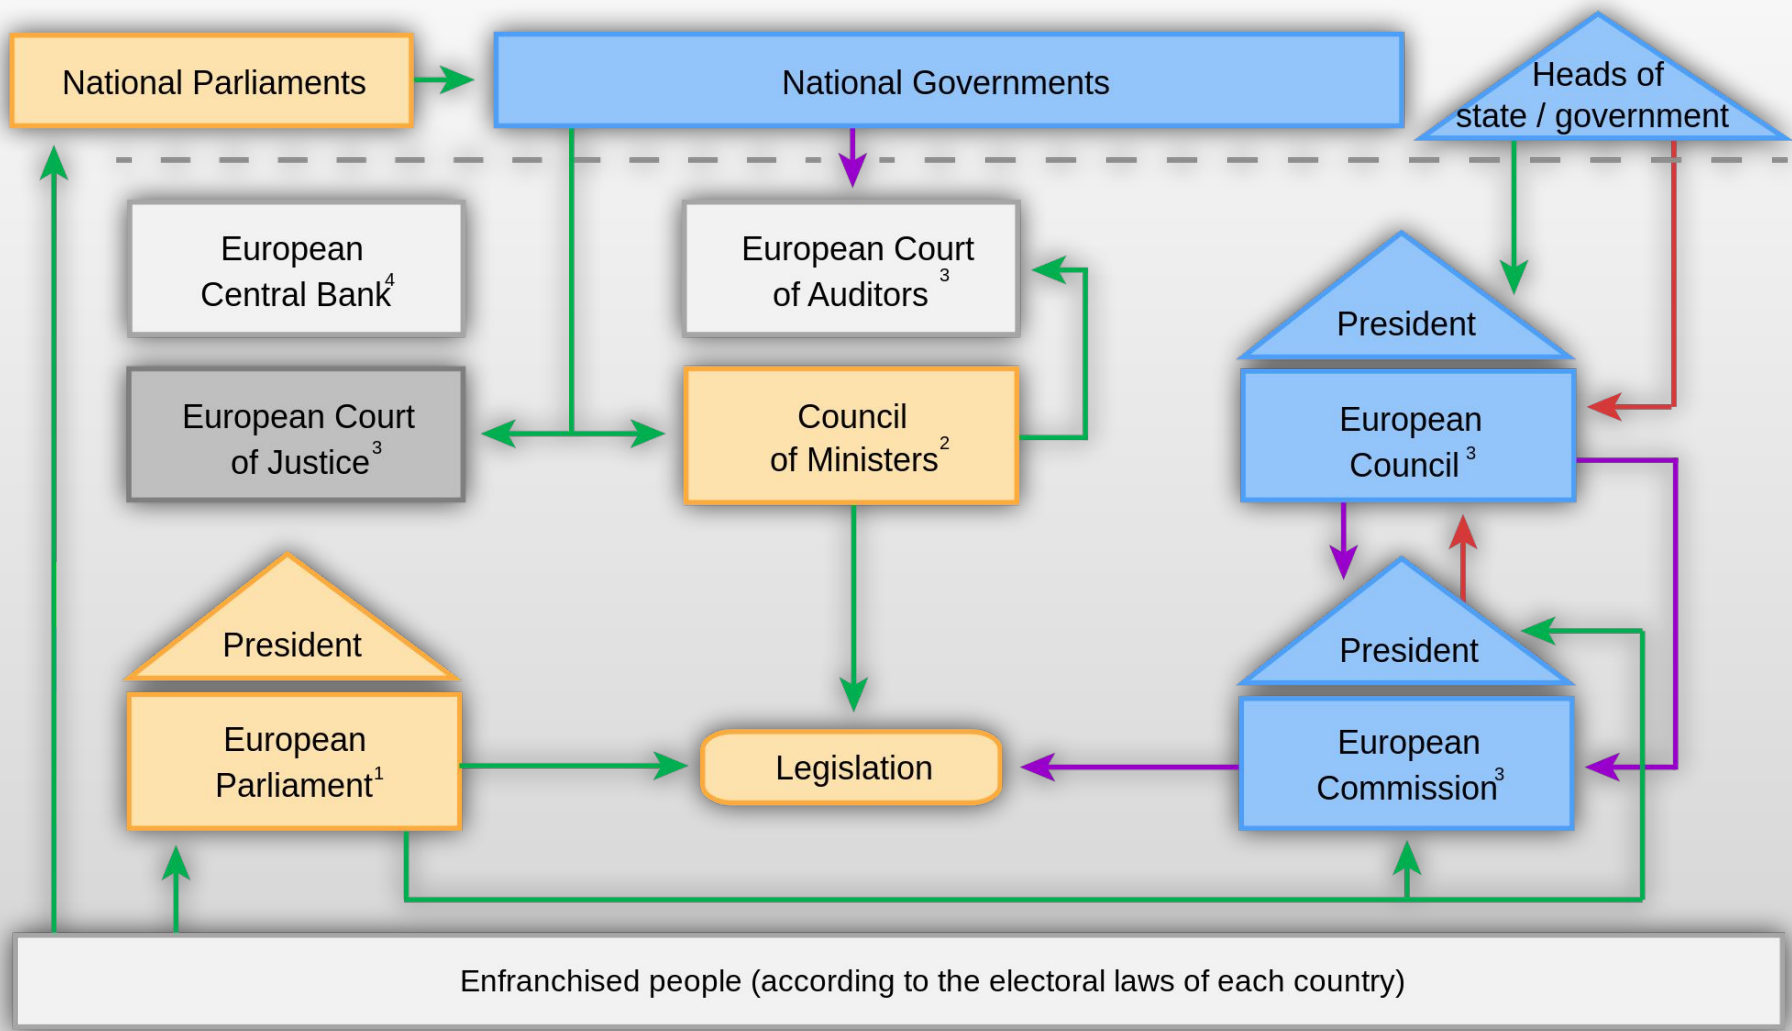 National Parliaments
National Governments
Heads of
state / government
European
Central Bank4
European Court
of Auditors 3
President
European Court
of Justice3
Council
of Ministers2
European
Council 3
President
European
Parliament1
Legislation
President
European
Commission3
Enfranchised people (according to the electoral laws of each country)